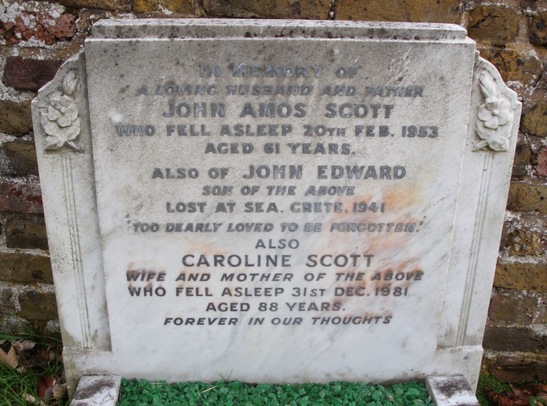 IN MEMORY OF
A LOVING HUSBAND AND FATHER
JOHN AMOS SCOTT
WHO FELL ASLEEP 20TH FEB. 1953
AGED 61 YEARS.
ALSO OF JOHN EDWARD
SON OF THE ABOVE
LOST AT SEA. CRETE. 1941
"TOO DEARLY LOVED TO BE FORGOTTEN."
ALSO
CAROLINE SCOTT
WIFE AND MOTHER OF THE ABOVE
WHO FELL ASLEEP 31ST DEC. 1981
AGED 88 YEARS.
FOREVER IN OUR THOUGHTS